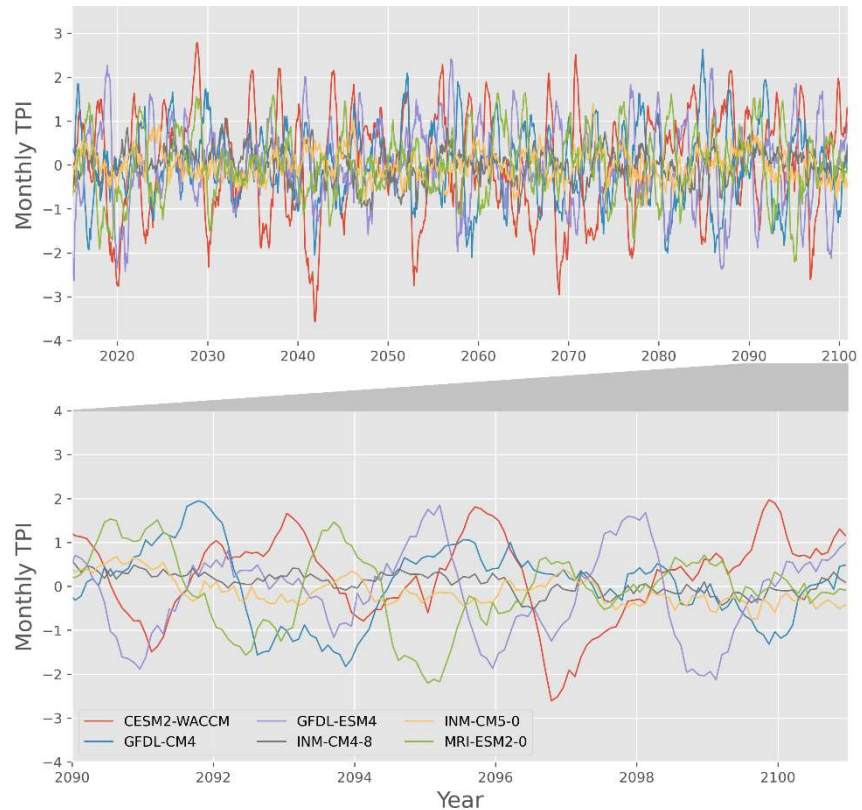 Monthly TPI
3
2
1
0
−1
−2
−3
−4
2020 2030 2040 2050 2060 2070 2080 2090 2100
Monthly TPI
4
3
2
1
0
−1
−2
−3
−4
CESM2-WACCM GFDL-ESM4 INM-CM5-0
GFDL-CM4 INM-CM4-8 MRI-ESM2-0
2090 2092 2094 2096 2098 2100
Year